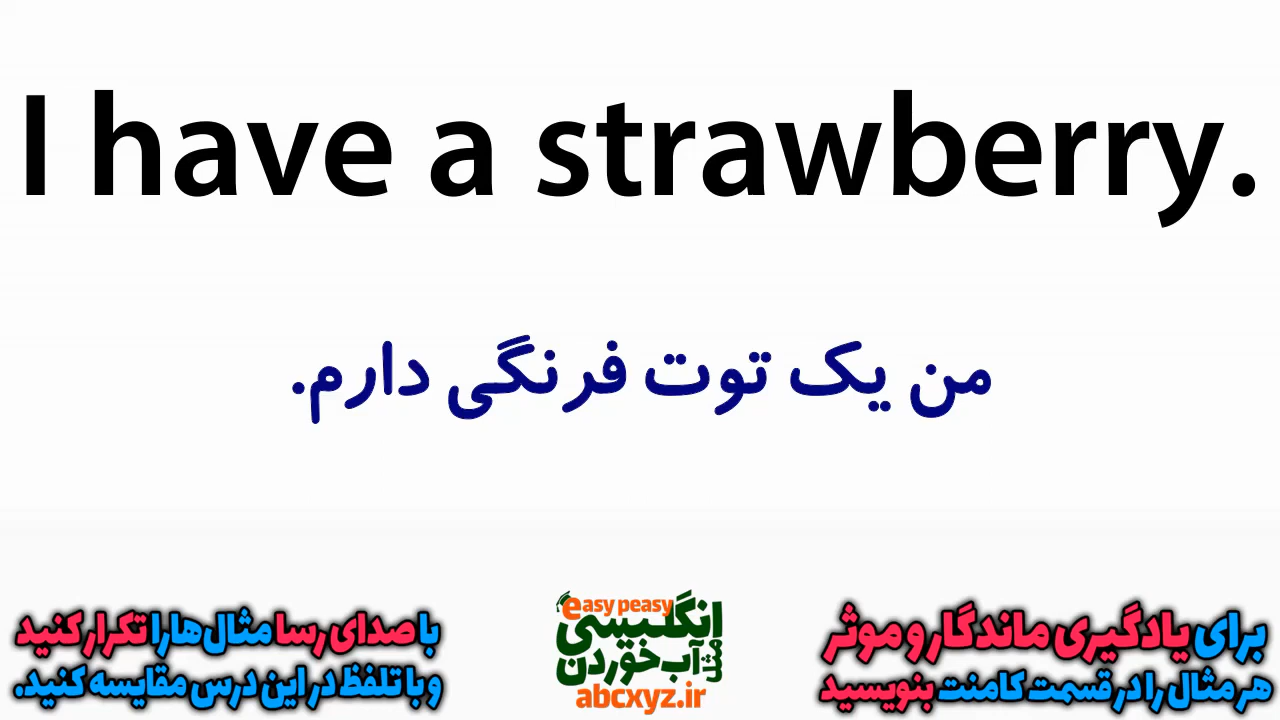 I have a strawberry.
من یک توت فرنگی دارم.
برای یادگیری ماندگار و موثر
هر مثال را در قسمت کامنت بنویسید
easy peasy
انگلیسی
مثل آب خوردن
abcxyz.ir
با صدای رسا مثال‌ها را تکرار کنید
و با تلفظ در این درس مقایسه کنید.